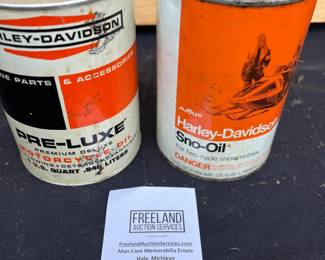 HARLEY-DAVIDSON
PARTS & ACCESSORIES
PRE-LUXE
PREMIUM DELUXE
MOTORCYCLE OIL
U.S. QUART .946 LITERS
AMF
Harley-Davidson
Sno-Oil
For two-cycle snowmobiles
DANGER
FREELAND
AUCTION SERVICES
FreelandAuctionServices.com
Man Cave Memorabilia Estate
Hale, Michigan